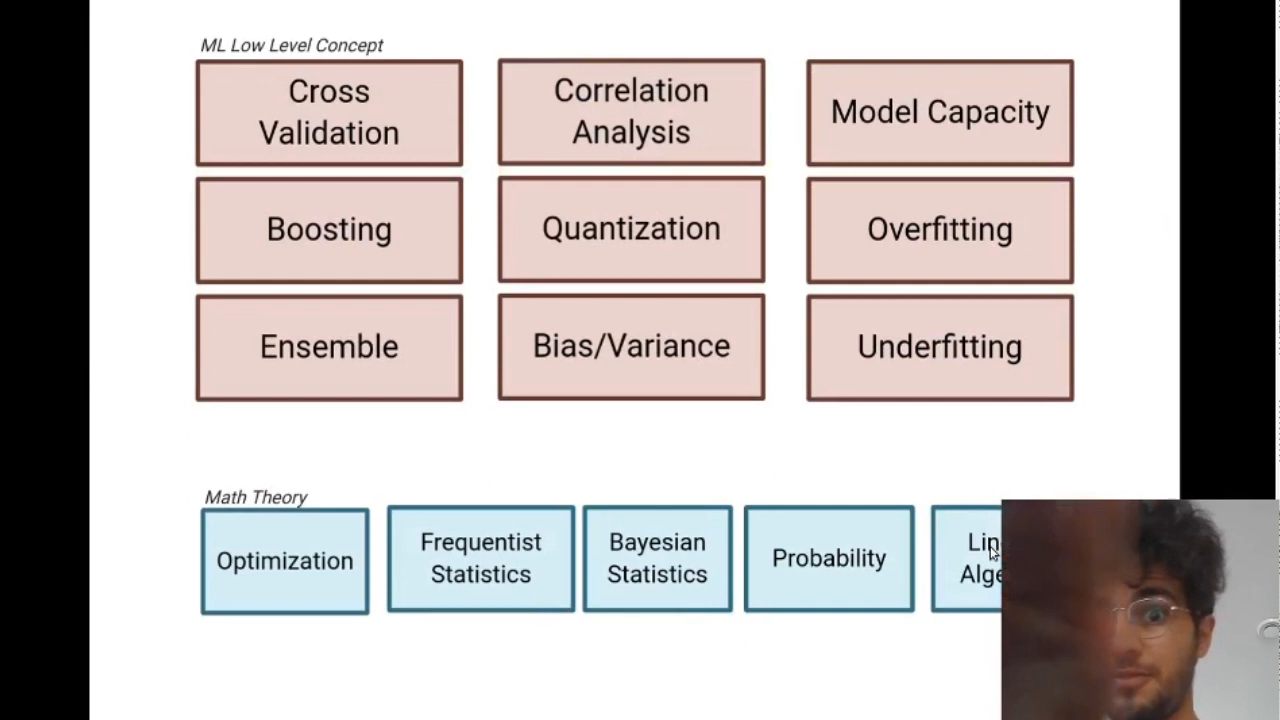 ML Low Level Concept
Cross
Validation
Correlation
Analysis
Model Capacity
Boosting
Quantization
Overfitting
Ensemble
Bias/Variance
Underfitting
Math Theory
Optimization
Frequentist
Statistics
Bayesian
Statistics
Probability